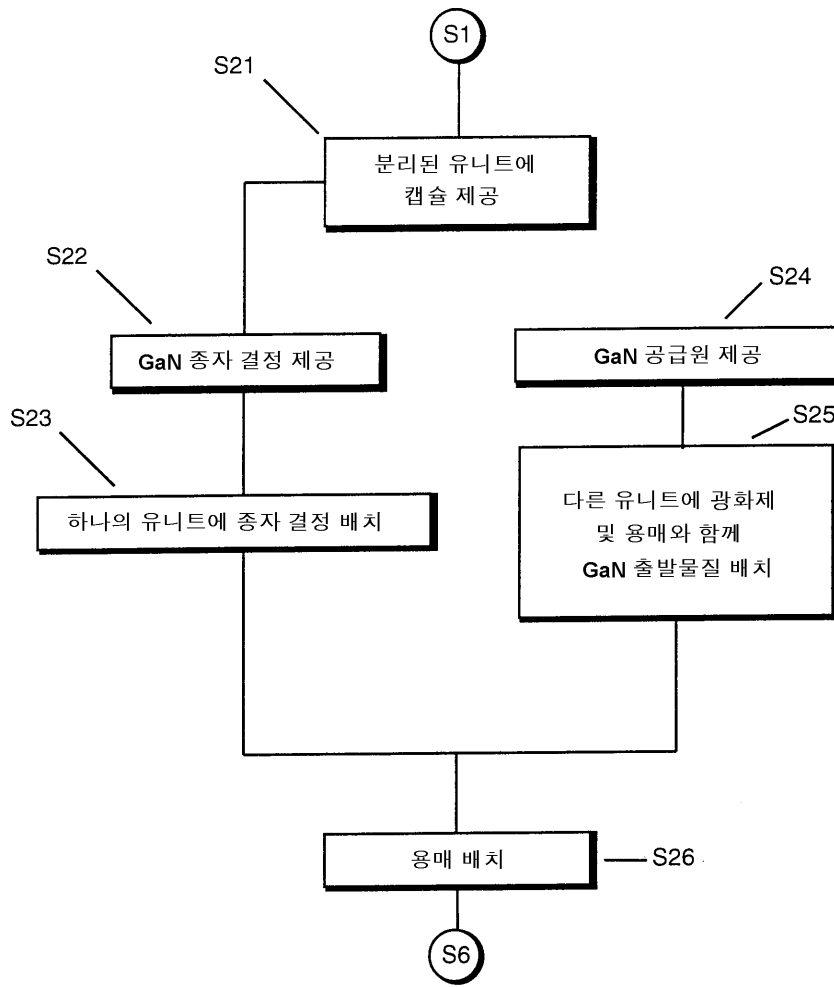 S1
S21
분리된 유니트에
캡슐 제공
S22
GaN 종자 결정 제공
S24
GaN 공급원 제공
S23
하나의 유니트에 종자 결정 배치
S25
다른 유니트에 광화제
및 용매와 함께
GaN 출발물질 배치
용매 배치
S26
S6